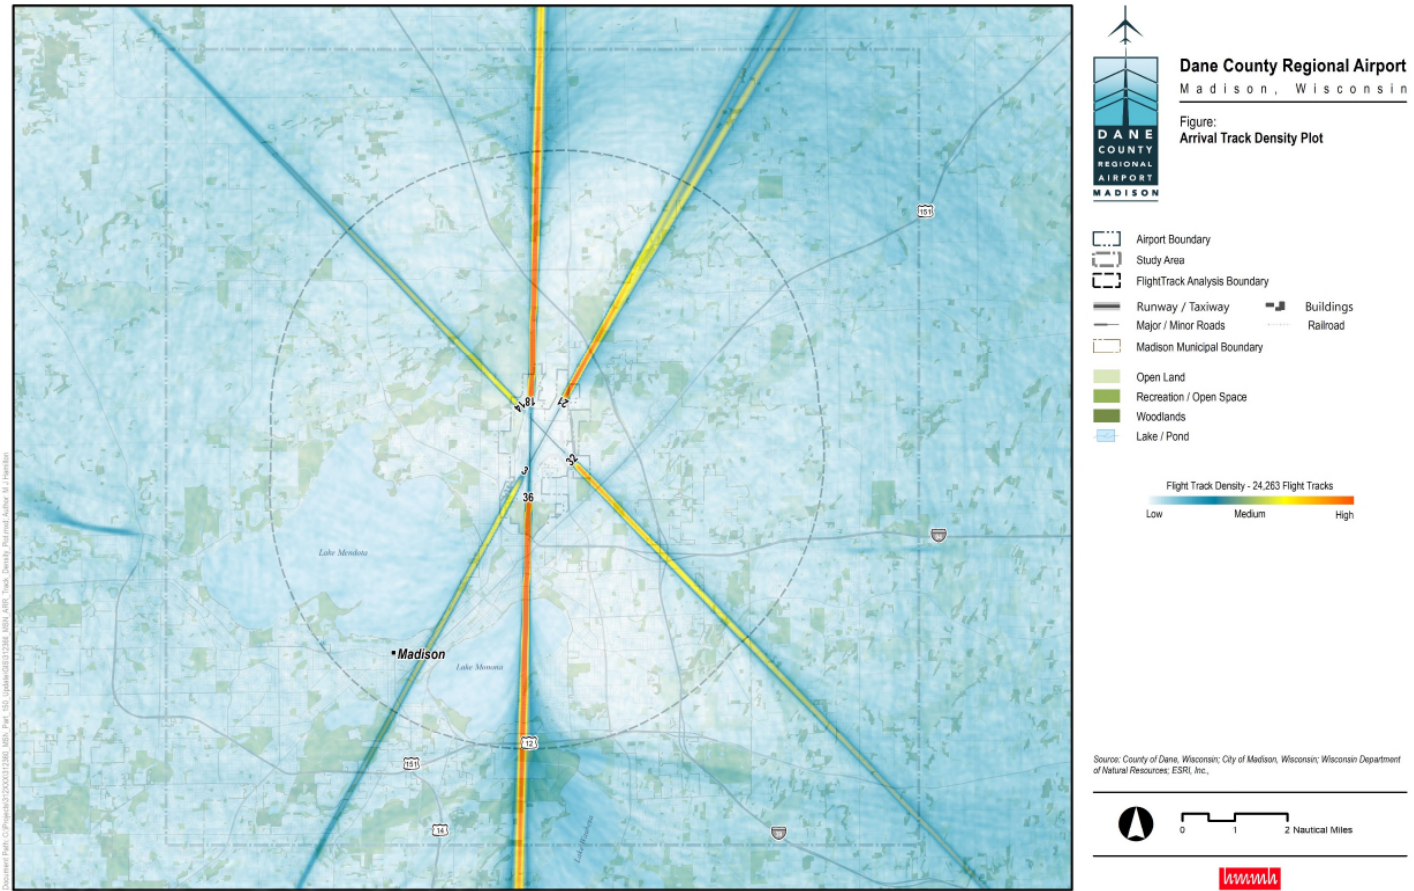 Dane County Regional Airport
Madison, Wisconsin
Figure:
Arrival Track Density Plot
DANE
COUNTY
REGIONAL
AIRPORT
MADISON
Airport Boundary
Study Area
FlightTrack Analysis Boundary
Runway / Taxiway
Buildings
Major / Minor Roads
Railroad
Madison Municipal Boundary
Open Land
Recreation / Open Space
Woodlands
Lake / Pond
Flight Track Density - 24,263 Flight Tracks
Low
Medium
High
151
14
18
21
32
3
36
Lake Mendota
Madison
Lake Monona
12
151
14
Source: County of Dane, Wisconsin; City of Madison, Wisconsin; Wisconsin Department
of Natural Resources; ESRI, Inc.,
0
1
2 Nautical Miles
hmmh